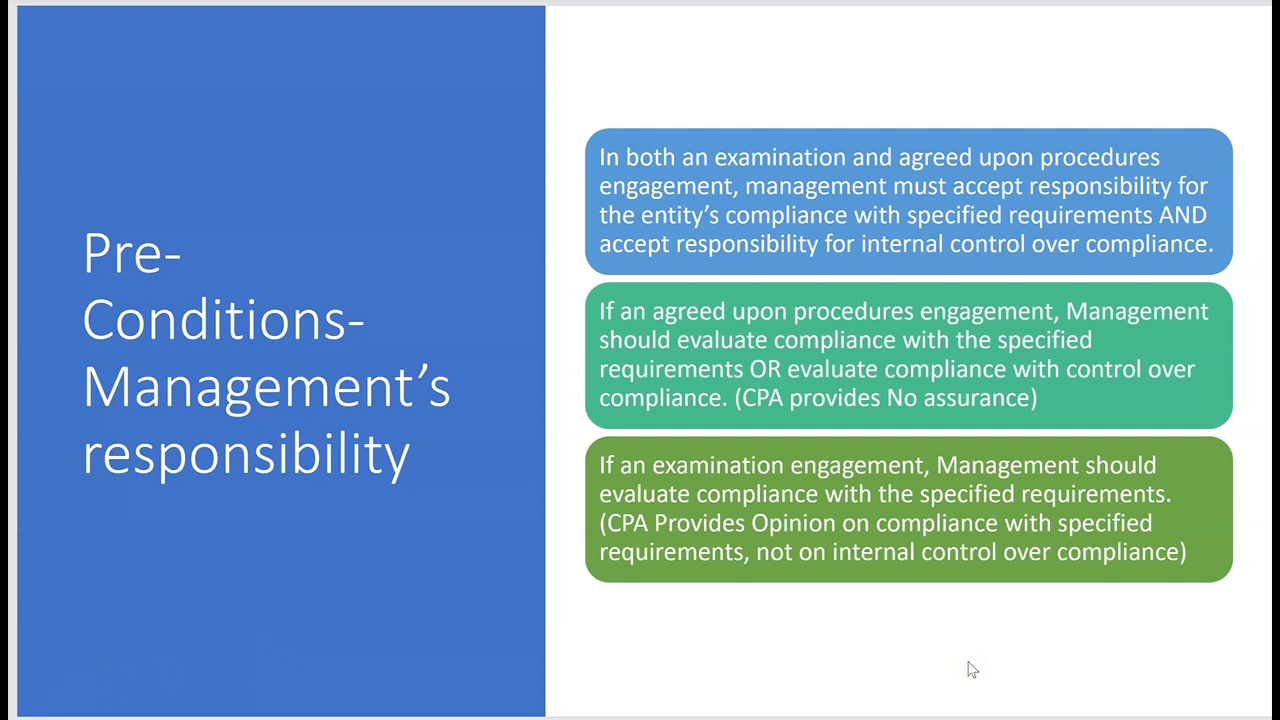 Pre-
Conditions-
Management’s
responsibility
In both an examination and agreed upon procedures
engagement, management must accept responsibility for
the entity’s compliance with specified requirements AND
accept responsibility for internal control over compliance.
If an agreed upon procedures engagement, Management
should evaluate compliance with the specified
requirements OR evaluate compliance with control over
compliance. (CPA provides No assurance)
If an examination engagement, Management should
evaluate compliance with the specified requirements.
(CPA Provides Opinion on compliance with specified
requirements, not on internal control over compliance)